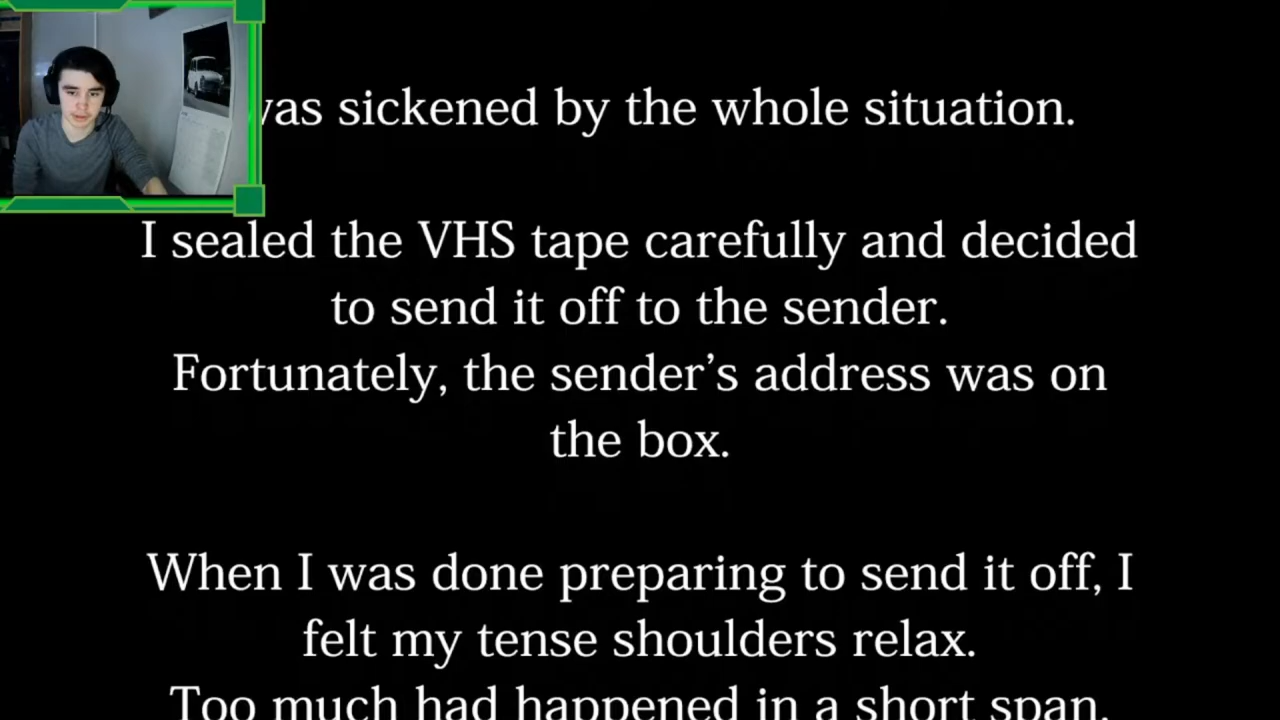 was sickened by the whole situation.
I sealed the VHS tape carefully and decided
to send it off to the sender.
Fortunately, the sender’s address was on
the box.
When I was done preparing to send it off, I
felt my tense shoulders relax.
Too much had happened in a short span.